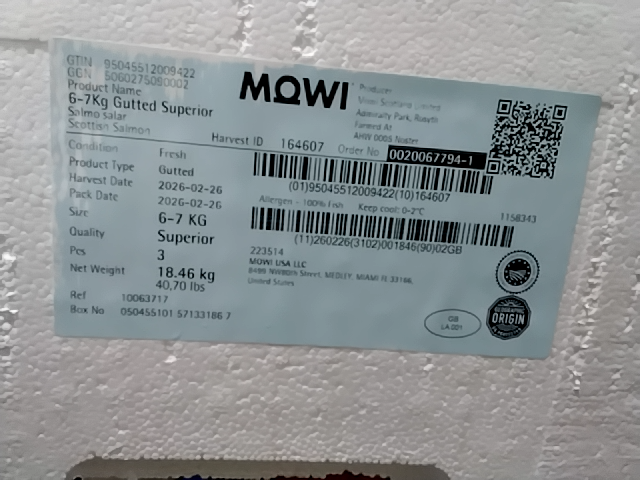 GTIN 95045512009422
GGN 5060275090002
Product Name
6-7Kg Gutted Superior
Salmo salar
Scottish Salmon
MOWI
Producer
Mowi Scotland Limited
Admiralty Park, Rosyth
Farmed At
Harvest ID 164607
Order No 0020067794-1
Condition Fresh
Product Type Gutted
Harvest Date 2026-02-26
Pack Date 2026-02-26
Size 6-7 KG
Quality Superior
Pcs 3
Net Weight 18.46 kg
40.70 lbs
Ref 10063717
Box No 050455101 57133186 7
(01)95045512009422(10)164607
Allergen - 100% Fish Keep cool: 0-2°C
1158343
(11)260226(3102)001846(90)02GB
223514
MOWI USA LLC
8499 NW80th Street, MEDLEY, MIAMI FL 33166,
United States
GB
LA 001
GEOGRAPHIC
ORIGIN